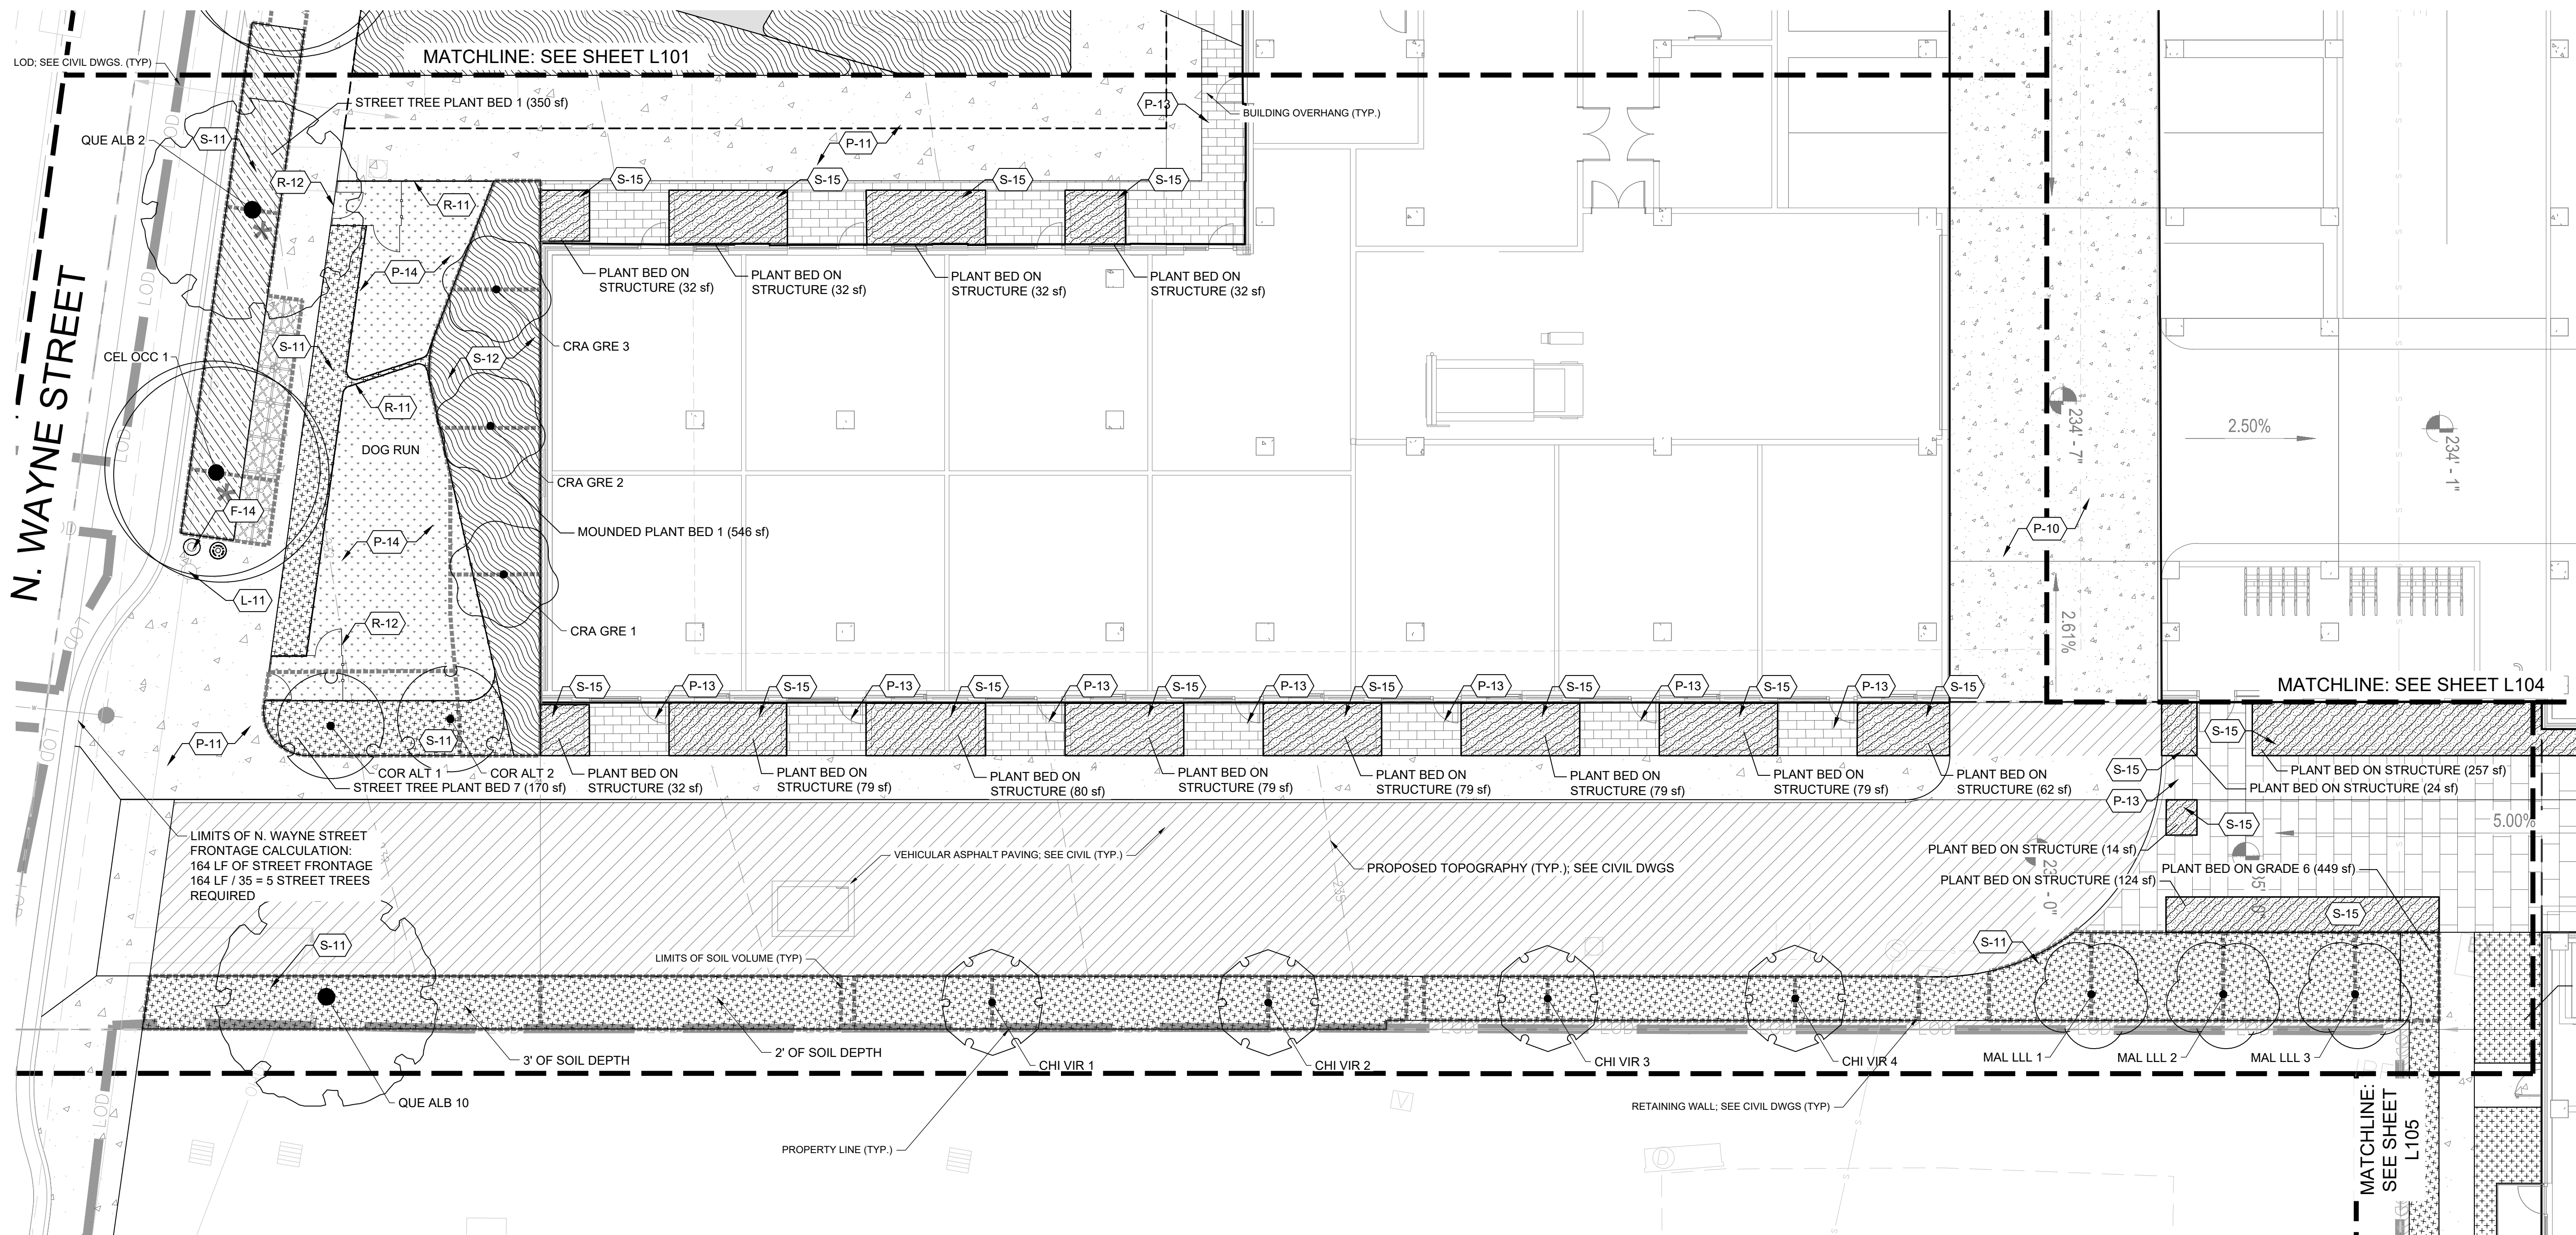 MATCHLINE: SEE SHEET L101
LOD; SEE CIVIL DWGS. (TYP)
STREET TREE PLANT BED 1 (350 sf)
P-13
BUILDING OVERHANG (TYP.)
QUE ALB 2
S-11
P-11
LOD
R-12
S-15
S-15
S-15
S-15
R-11
N. WAYNE STREET
P-14
PLANT BED ON
STRUCTURE (32 sf)
PLANT BED ON
STRUCTURE (32 sf)
PLANT BED ON
STRUCTURE (32 sf)
PLANT BED ON
STRUCTURE (32 sf)
LOD
CEL OCC 1
S-11
S-12
CRA GRE 3
R-11
LOD
DOG RUN
234' - 7"
2.50%
234' - 1"
CRA GRE 2
F-14
MOUNDED PLANT BED 1 (546 sf)
P-14
P-10
L-11
R-12
CRA GRE 1
2.61%
LOD
S-15
P-13
S-15
P-13
S-15
P-13
S-15
P-13
S-15
P-13
S-15
P-13
S-15
P-13
S-15
MATCHLINE: SEE SHEET L104
P-11
S-11
S-15
LOD
COR ALT 1
COR ALT 2
STREET TREE PLANT BED 7 (170 sf)
PLANT BED ON
STRUCTURE (32 sf)
PLANT BED ON
STRUCTURE (79 sf)
PLANT BED ON
STRUCTURE (80 sf)
PLANT BED ON
STRUCTURE (79 sf)
PLANT BED ON
STRUCTURE (79 sf)
PLANT BED ON
STRUCTURE (79 sf)
PLANT BED ON
STRUCTURE (79 sf)
PLANT BED ON
STRUCTURE (62 sf)
S-15
PLANT BED ON STRUCTURE (257 sf)
PLANT BED ON STRUCTURE (24 sf)
P-13
S-15
5.00%
LIMITS OF N. WAYNE STREET
FRONTAGE CALCULATION:
164 LF OF STREET FRONTAGE
164 LF / 35 = 5 STREET TREES
REQUIRED
VEHICULAR ASPHALT PAVING; SEE CIVIL (TYP.)
PROPOSED TOPOGRAPHY (TYP.); SEE CIVIL DWGS
PLANT BED ON STRUCTURE (14 sf)
PLANT BED ON GRADE 6 (449 sf)
PLANT BED ON STRUCTURE (124 sf)
S-15
S-11
S-11
LIMITS OF SOIL VOLUME (TYP)
LOD
LOD
LOD
LOD
LOD
3' OF SOIL DEPTH
2' OF SOIL DEPTH
CHI VIR 1
CHI VIR 2
CHI VIR 3
CHI VIR 4
MAL LLL 1
MAL LLL 2
MAL LLL 3
QUE ALB 10
LOD
V
RETAINING WALL; SEE CIVIL DWGS (TYP)
PROPERTY LINE (TYP.)
D
MATCHLINE:
SEE SHEET
L105